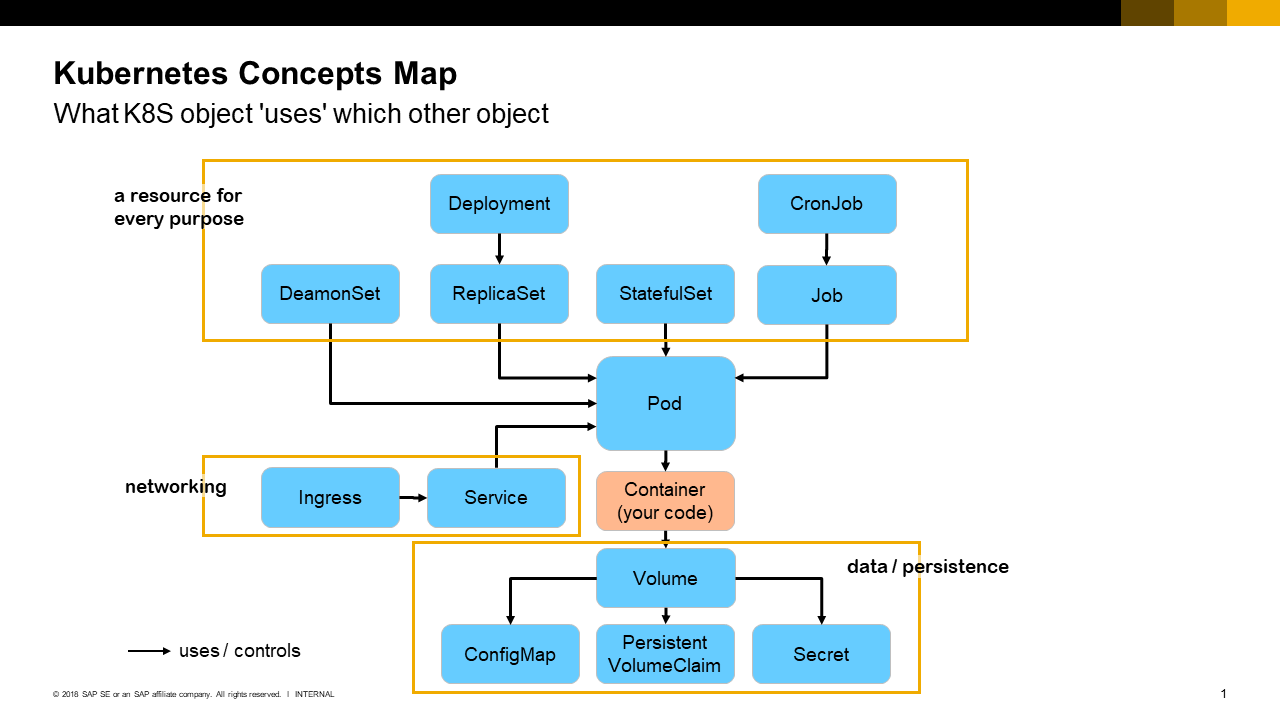 Kubernetes Concepts Map
What K8S object 'uses' which other object
a resource for
every purpose
Deployment
CronJob
DeamonSet
ReplicaSet
StatefulSet
Job
Pod
networking
Ingress
Service
Container
(your code)
data / persistence
Volume
ConfigMap
Persistent
VolumeClaim
Secret
uses / controls
© 2018 SAP SE or an SAP affiliate company. All rights reserved. I INTERNAL
1